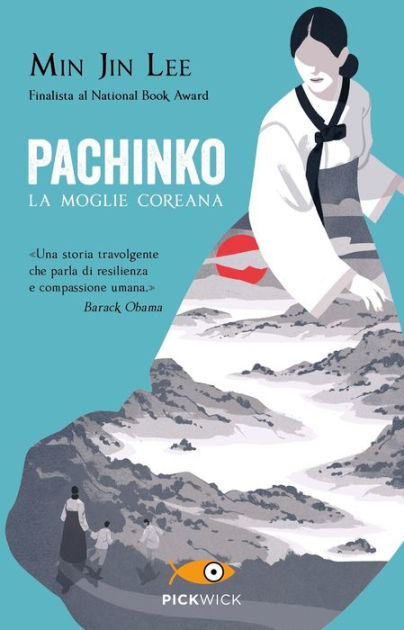 MIN JIN LEE
Finalista al National Book Award
PACHINKO
LA MOGLIE COREANA
«Una storia travolgente
che parla di resilienza
e compassione umana.»
Barack Obama
PICKWICK